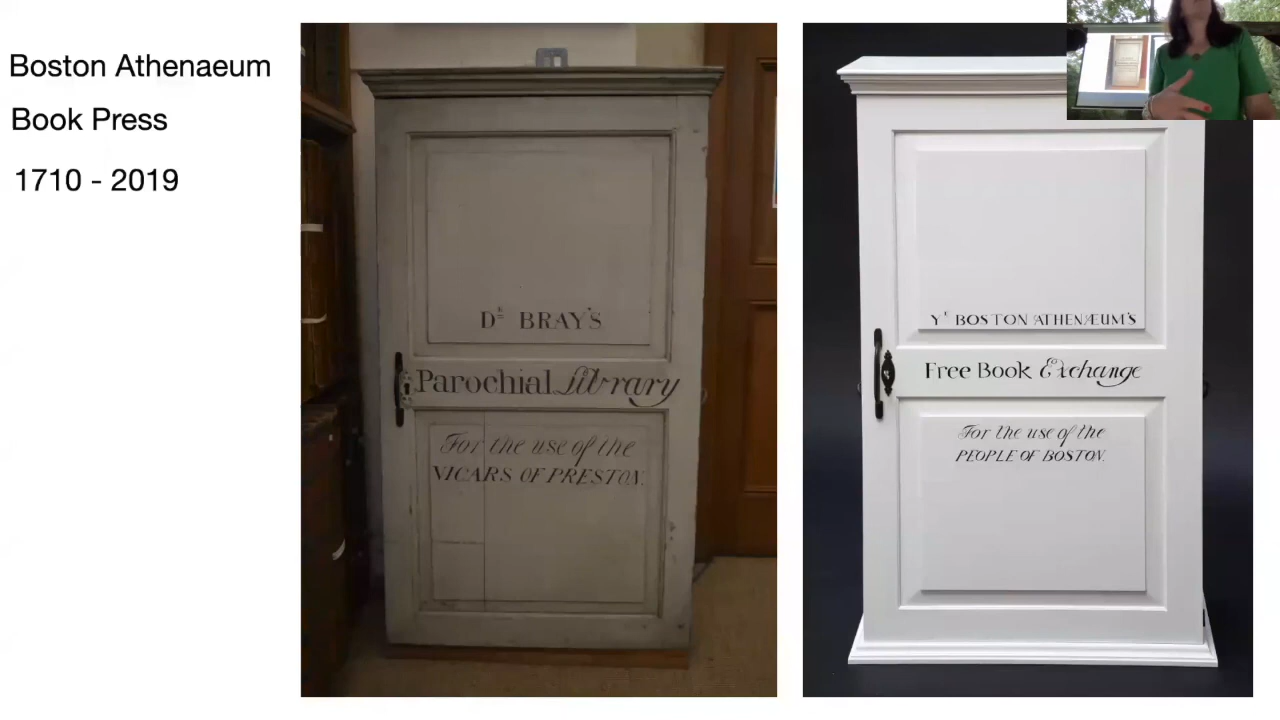 Boston Athenaeum
Book Press
1710 - 2019
Dr BRAY'S
Parochial Library
For the use of the
VICARS OF PRESTON.
Ye BOSTON ATHENÆUM'S
Free Book Exchange
For the use of the
PEOPLE OF BOSTON.